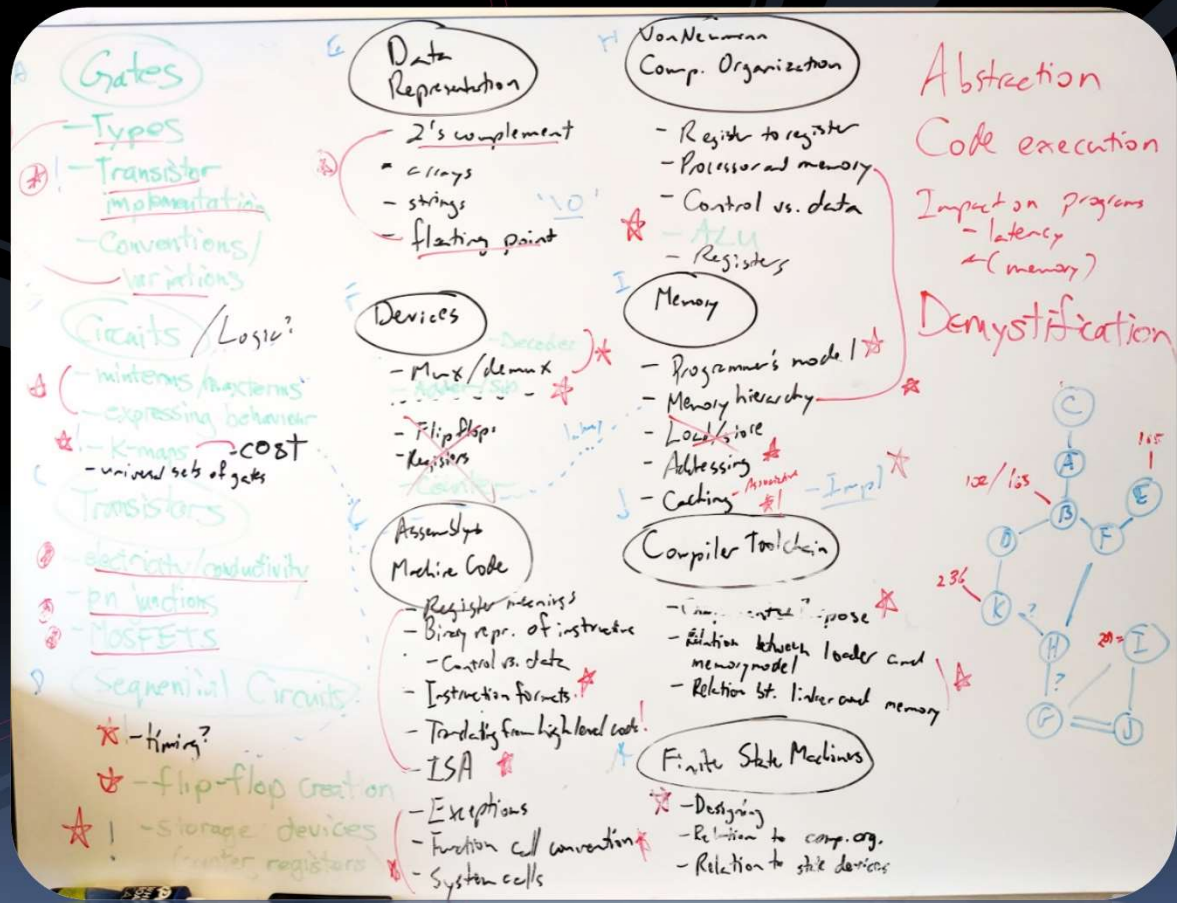 A
Gates
- Types
! - Transistor
implementation
- Conventions/
variations
Circuits /Logic?
- minterms/maxterms
- expressing behaviour
! - K-maps COST
- universal sets of gates
C
Transistors
- electricity/conductivity
- pn junctions
- MOSFETS
D
Sequential Circuits
! - timing?
- flip-flop creation
! - Storage devices
registers
E
Data
Representation
- 2's complement
- arrays
- strings
'\0'
- floating point
F
Devices
- Decoder
- Mux/demux
- Adder/Sub
- Flip flops
- Registers
- Counter
G
Assembly &
Machine Code
- Register meanings
- Binary repr. of instructions
- Control vs. data
- Instruction formats
- Translating from high level code!
- ISA
- Exceptions
- Function call convention
- System calls
H
Von Neumann
Comp. Organization
- Register to register
- Processor and memory
- Control vs. data
- ALU
- Registers
I
Memory
- Programmer's model
- Memory hierarchy
- Load/store
- Addressing
- Caching - Associative
- Impl
J
Compiler Toolchain
- Relation between loader and
memory model
- Relation bt. linker and memory
K
Finite State Machines
- Designing
- Relation to comp. org.
- Relation to state devices
Abstraction
Code execution
Impact on programs
- latency
(memory)
Demystification
C
A
165
E
132/165
B
D
F
236
K
?
H
I
?
G
J